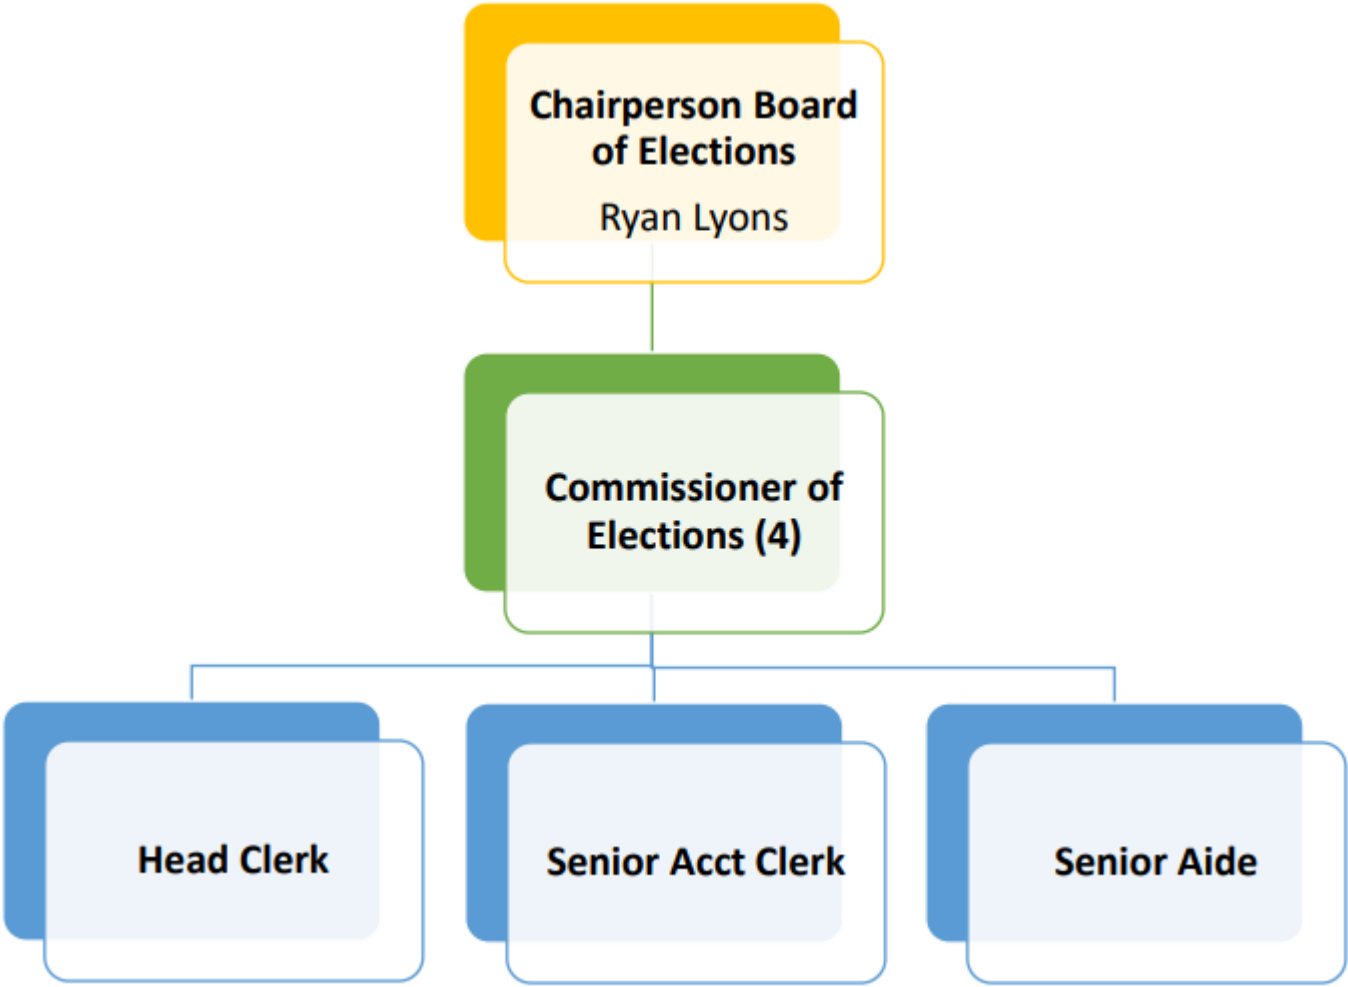 Chairperson Board
of Elections
Ryan Lyons
Commissioner of
Elections (4)
Head Clerk
Senior Acct Clerk
Senior Aide